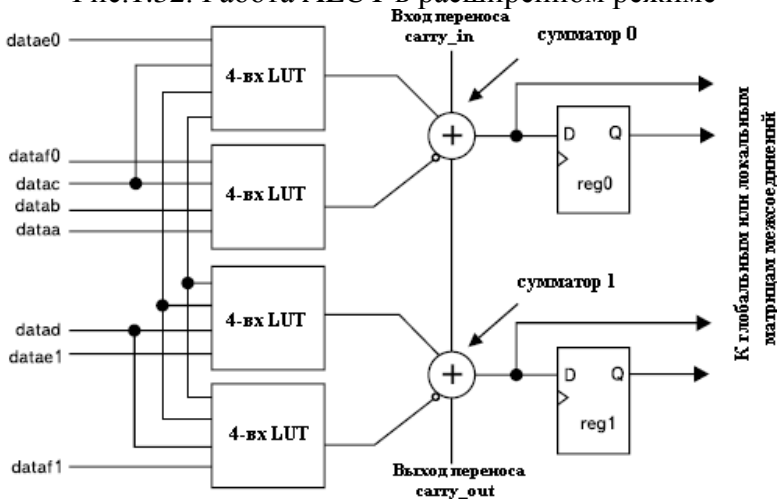 Рис.1.32. Работа ALUT в расширенном режиме
Вход переноса
carry_in
сумматор 0
datae0
4-вх LUT
dataf0
datac
datab
dataa
4-вх LUT
D Q
reg0
сумматор 1
4-вх LUT
datad
datae1
4-вх LUT
dataf1
D Q
reg1
Выход переноса
carry_out
К глобальным или локальным
матрицам межсоединений